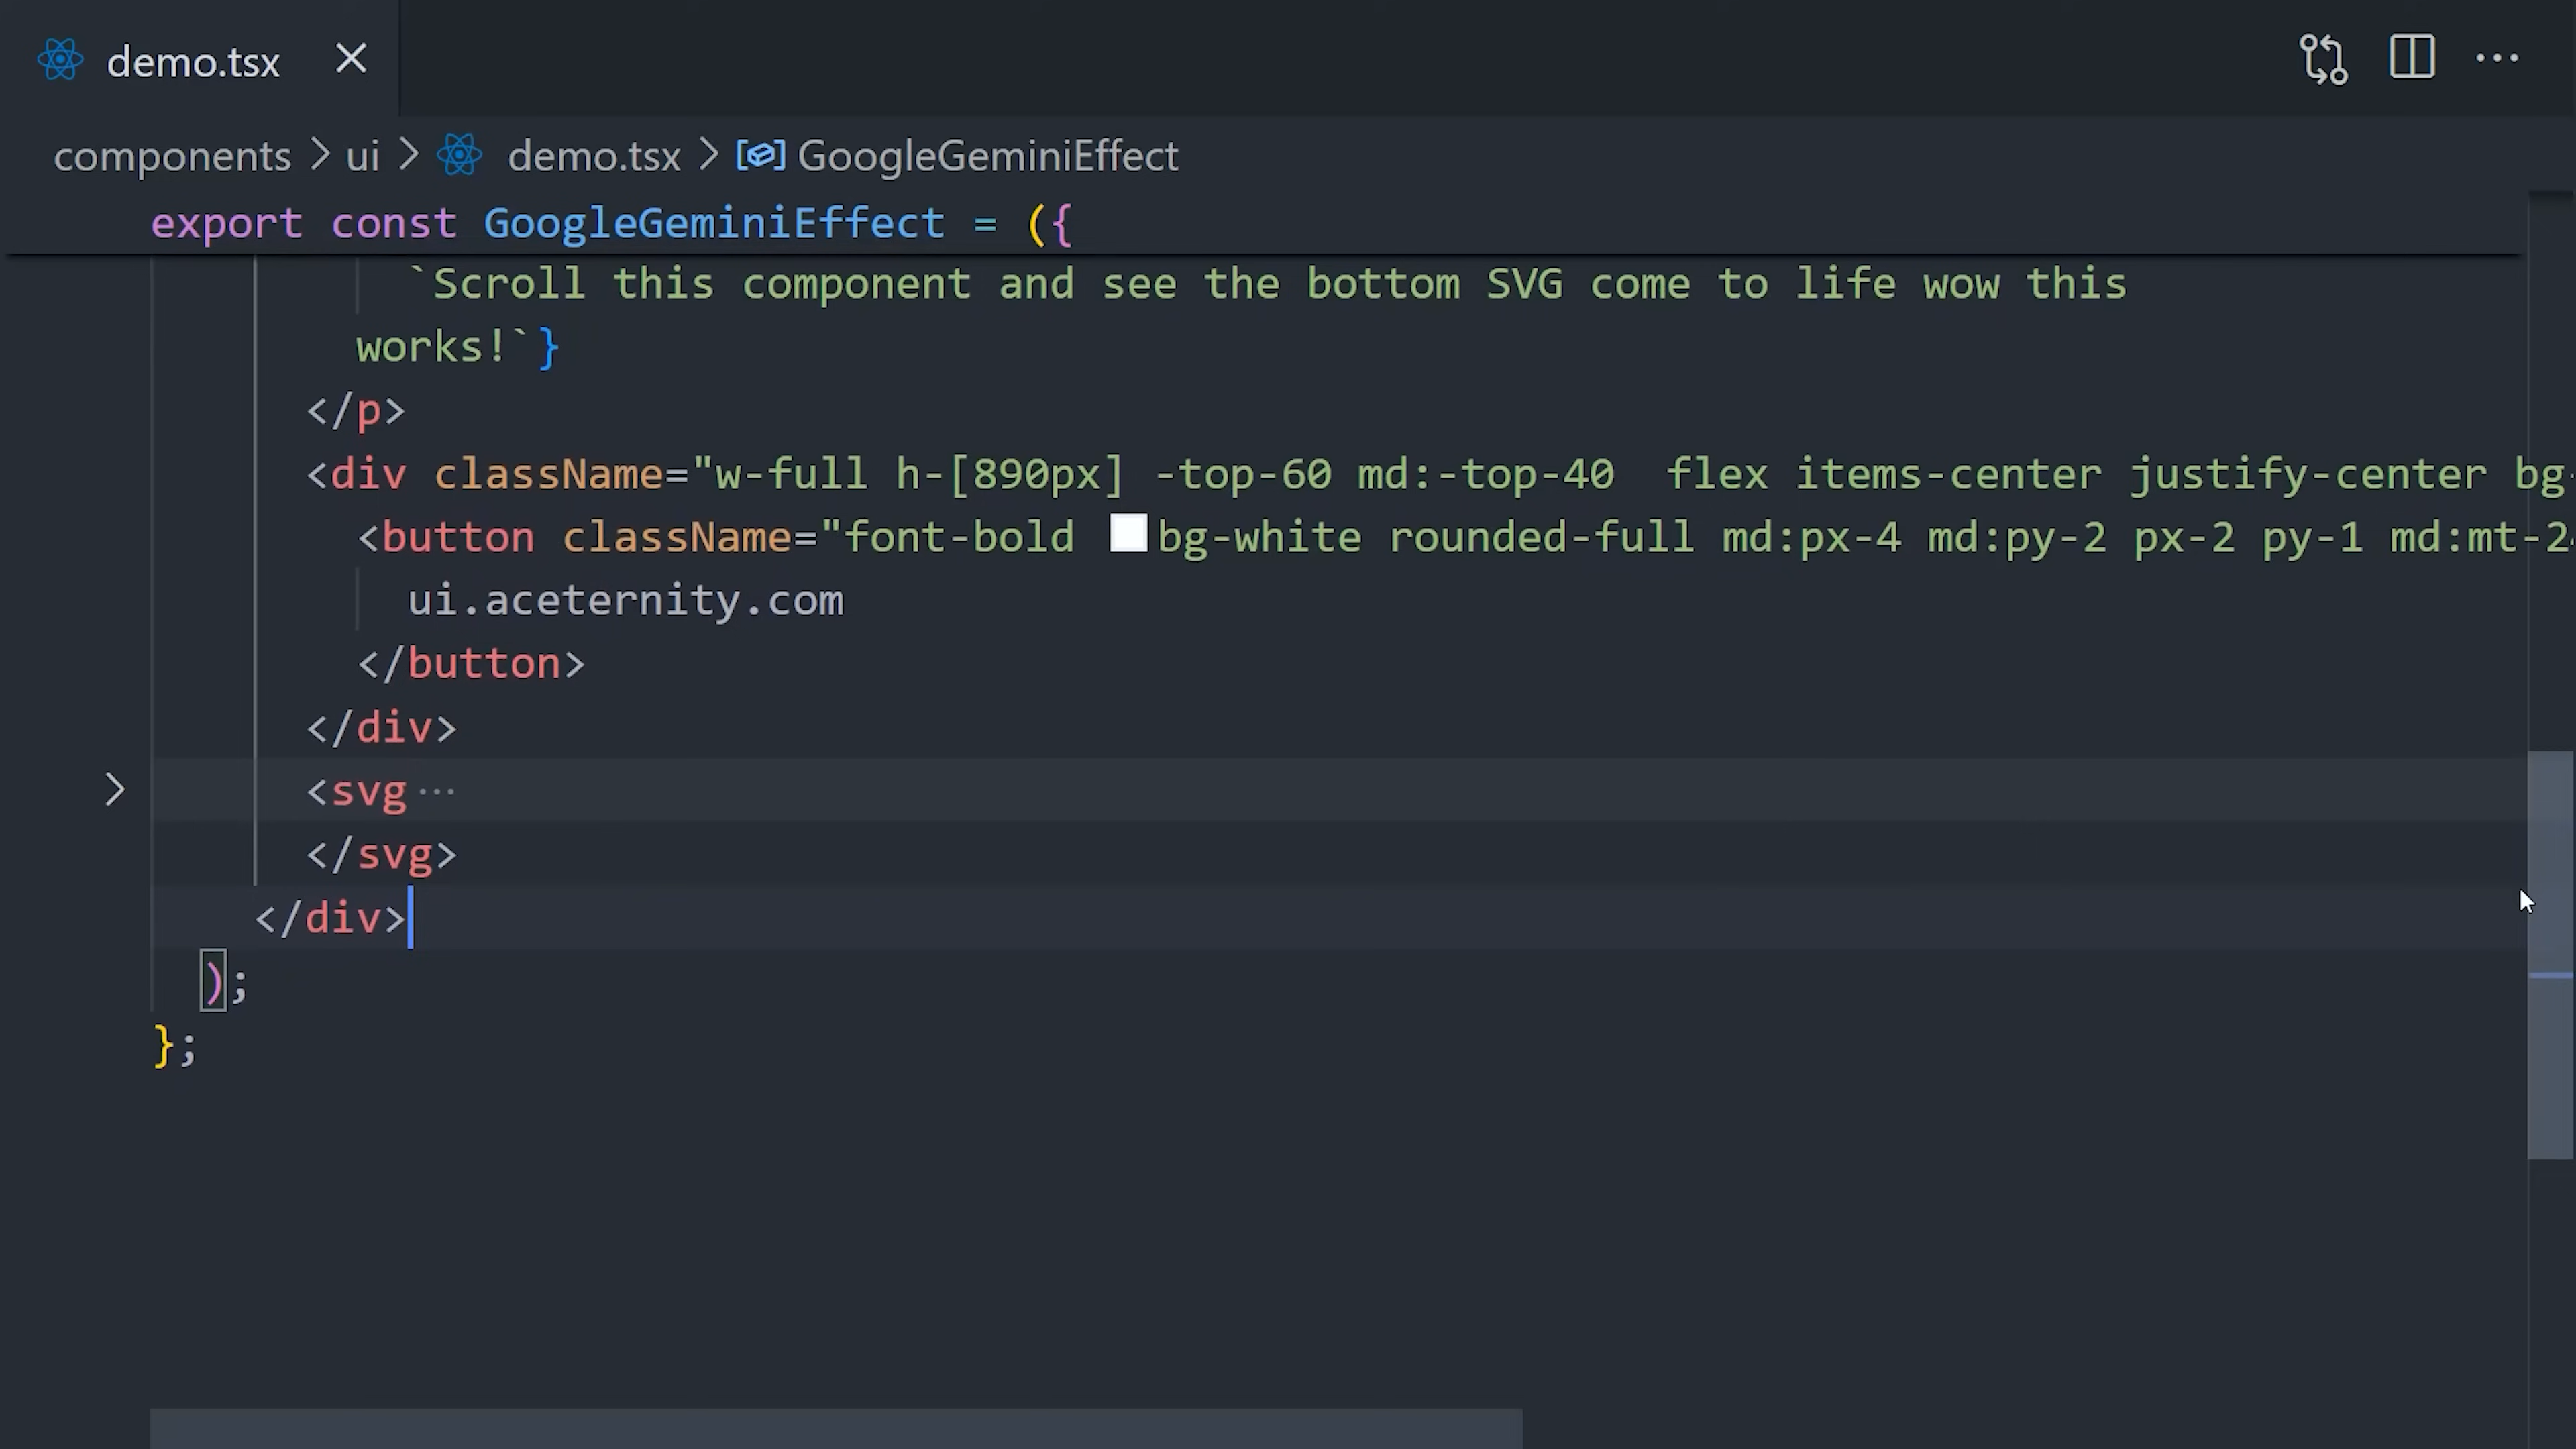 demo.tsx
components > ui > demo.tsx > GoogleGeminiEffect
export const GoogleGeminiEffect = ({
`Scroll this component and see the bottom SVG come to life wow this
works!`}
</p>
<div className="w-full h-[890px] -top-60 md:-top-40  flex items-center justify-center bg-
<button className="font-bold bg-white rounded-full md:px-4 md:py-2 px-2 py-1 md:mt-2
ui.aceternity.com
</button>
</div>
<svg ···
</svg>
</div>
);
};